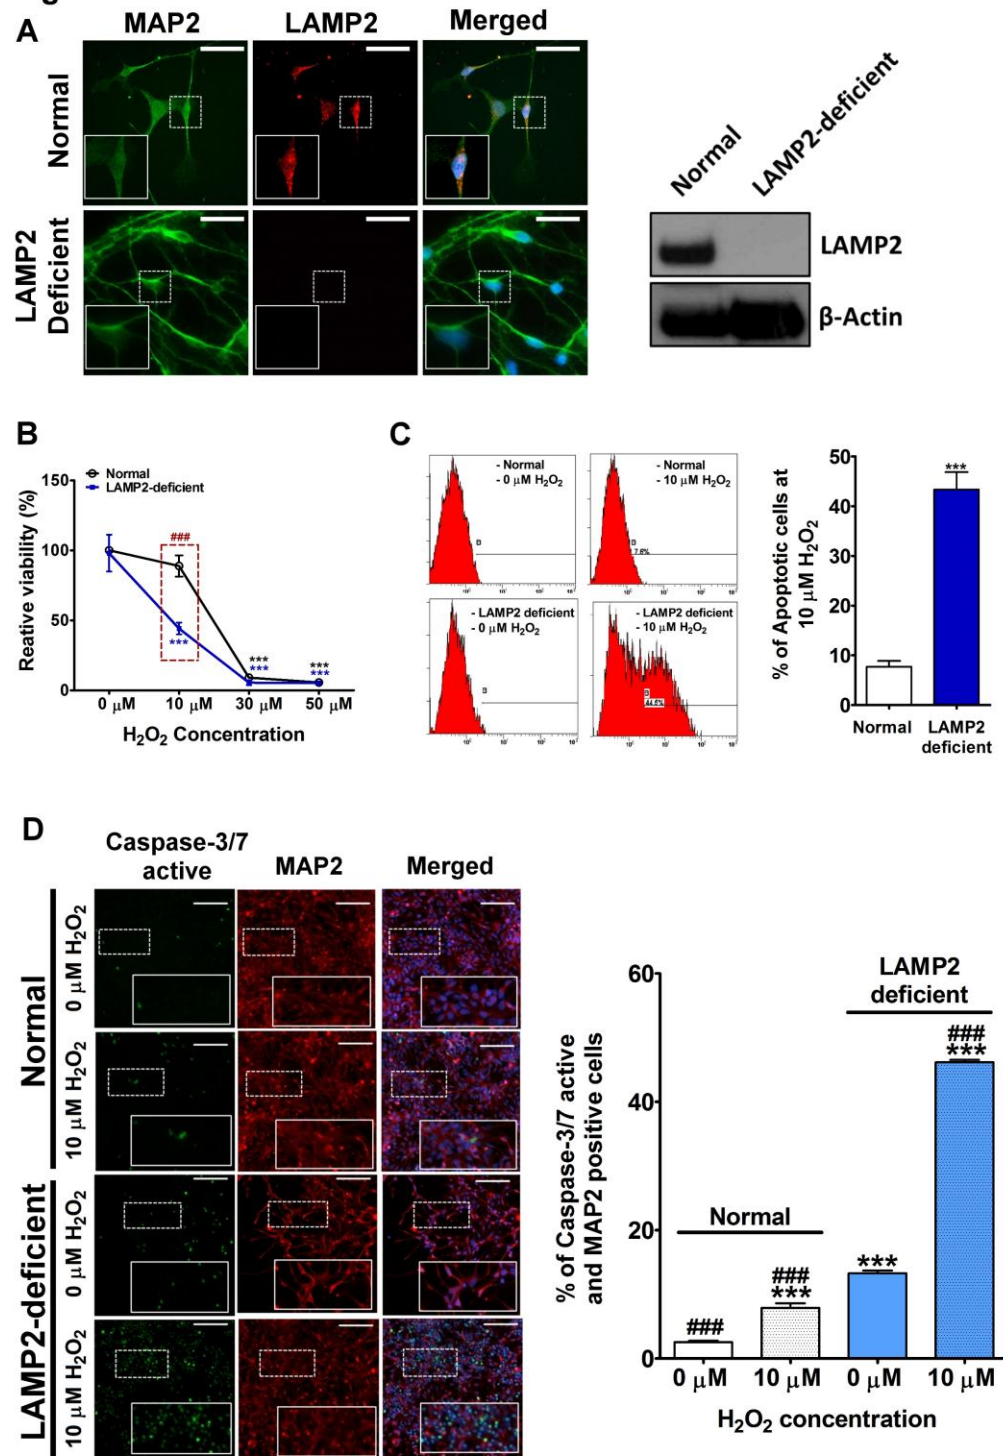 A
MAP2 LAMP2 Merged
Normal
LAMP2
Deficient
Normal
LAMP2-deficient
LAMP2
β-Actin
B
Normal
LAMP2-deficient
Reative viability (%)
150
100
50
0
###
***
***
***
***
***
0 μM 10 μM 30 μM 50 μM
H₂O₂ Concentration
C
- Normal
- 0 μM H₂O₂
- Normal
- 10 μM H₂O₂
7.6%
- LAMP2 deficient
- 0 μM H₂O₂
- LAMP2 deficient
- 10 μM H₂O₂
44.6%
% of Apoptotic cells at
10 μM H₂O₂
50
40
30
20
10
0
***
Normal LAMP2
deficient
D
Caspase-3/7
active
MAP2 Merged
Normal
0 μM H₂O₂
10 μM H₂O₂
LAMP2-deficient
0 μM H₂O₂
10 μM H₂O₂
% of Caspase-3/7 active
and MAP2 positive cells
60
40
20
0
Normal
LAMP2
deficient
###
###
***
***
###
***
0 μM 10 μM 0 μM 10 μM
H₂O₂ concentration